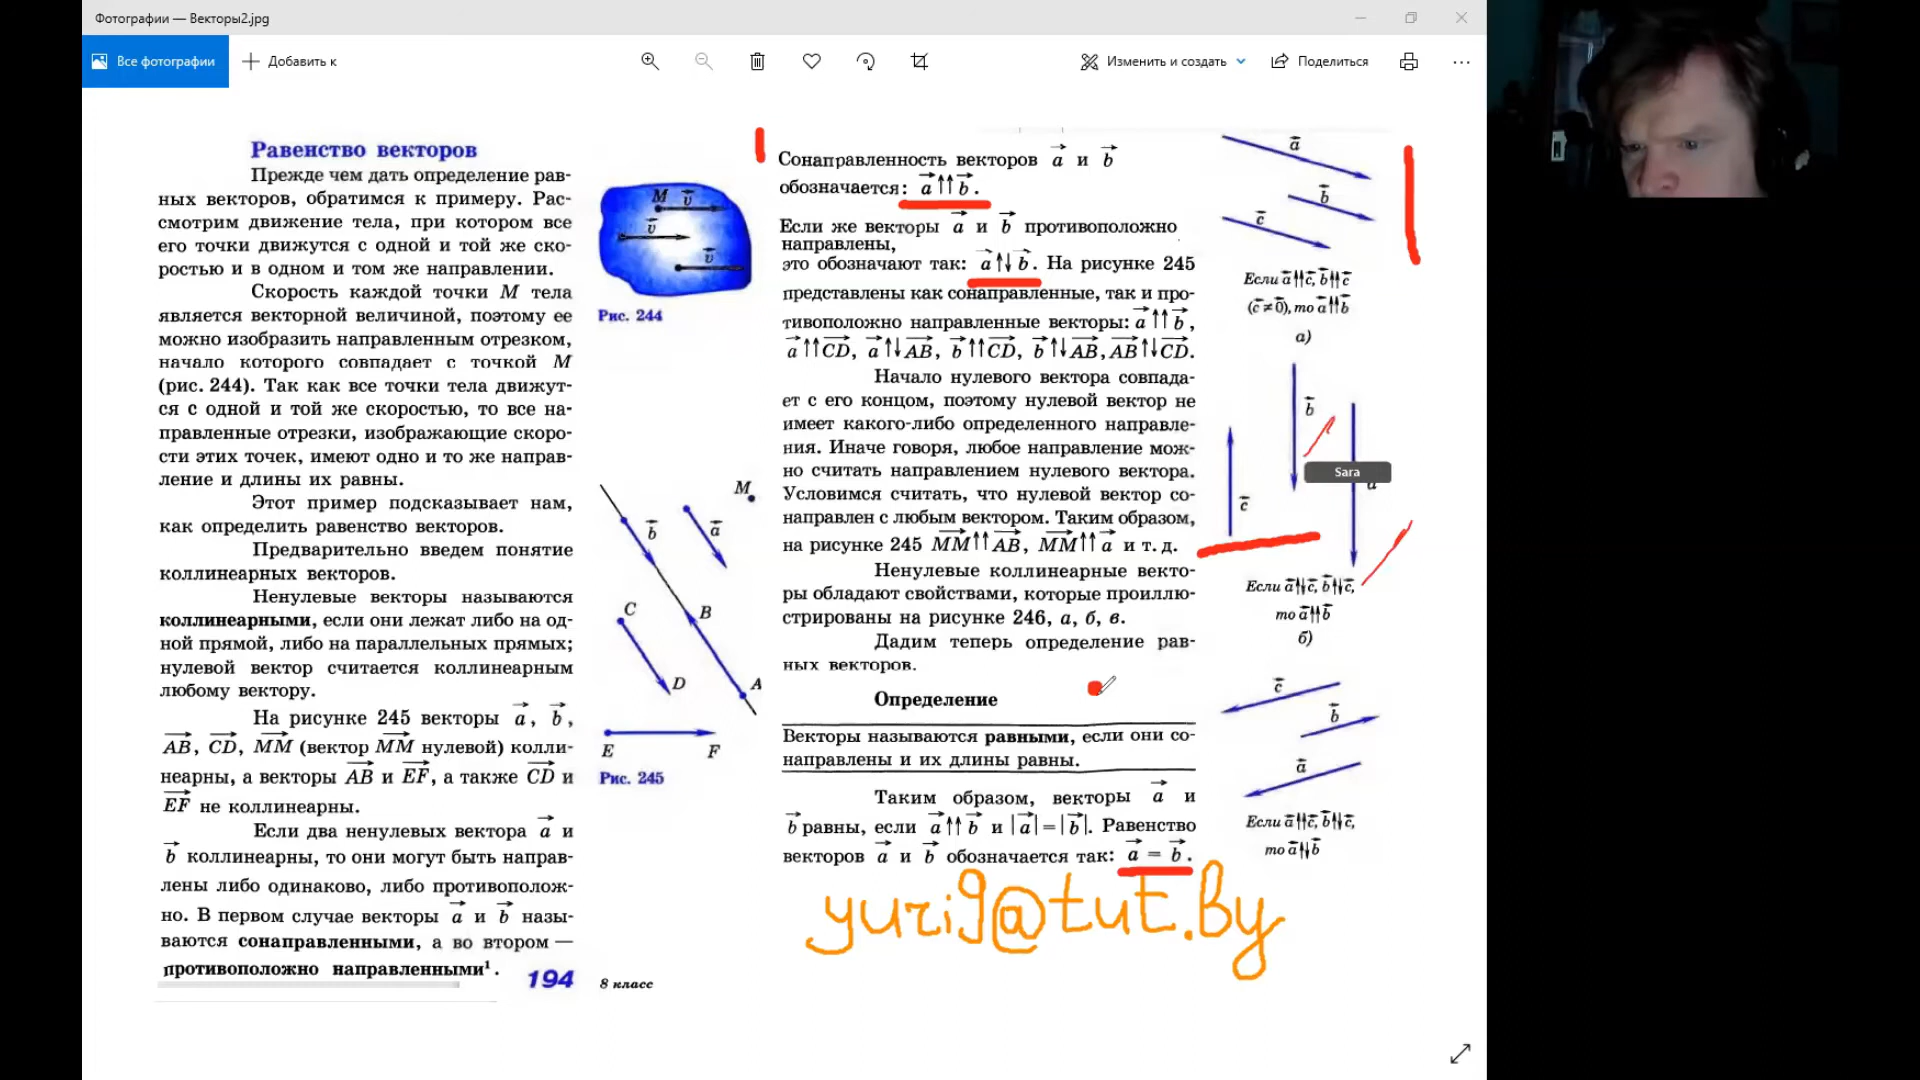 Фотографии — Векторы2.jpg
Все фотографии
Добавить к
Изменить и создать
Поделиться
Равенство векторов
Прежде чем дать определение рав-
ных векторов, обратимся к примеру. Рас-
смотрим движение тела, при котором все
его точки движутся с одной и той же ско-
ростью и в одном и том же направлении.
Скорость каждой точки M тела
является векторной величиной, поэтому ее
можно изобразить направленным отрезком,
начало которого совпадает с точкой M
(рис. 244). Так как все точки тела движут-
ся с одной и той же скоростью, то все на-
правленные отрезки, изображающие скоро-
сти этих точек, имеют одно и то же направ-
ление и длины их равны.
Этот пример подсказывает нам,
как определить равенство векторов.
Предварительно введем понятие
коллинеарных векторов.
Ненулевые векторы называются
коллинеарными, если они лежат либо на од-
ной прямой, либо на параллельных прямых;
нулевой вектор считается коллинеарным
любому вектору.
На рисунке 245 векторы a⃗, b⃗,
AB⃗, CD⃗, MM⃗ (вектор MM⃗ нулевой) колли-
неарны, а векторы AB⃗ и EF⃗, а также CD⃗ и
EF⃗ не коллинеарны.
Если два ненулевых вектора a⃗ и
b⃗ коллинеарны, то они могут быть направ-
лены либо одинаково, либо противополож-
но. В первом случае векторы a⃗ и b⃗ назы-
ваются сонаправленными, а во втором —
противоположно направленными¹.
194
8 класс
M
v⃗
v⃗
v⃗
Рис. 244
M
b⃗
a⃗
C
B
D
A
E
F
Рис. 245
Сонаправленность векторов a⃗ и b⃗
обозначается: a⃗↑↑b⃗.
Если же векторы a⃗ и b⃗ противоположно
направлены,
это обозначают так: a⃗↑↓b⃗. На рисунке 245
представлены как сонаправленные, так и про-
тивоположно направленные векторы: a⃗↑↑b⃗,
a⃗↑↑CD⃗, a⃗↑↓AB⃗, b⃗↑↑CD⃗, b⃗↑↓AB⃗, AB⃗↑↓CD⃗.
Начало нулевого вектора совпада-
ет с его концом, поэтому нулевой вектор не
имеет какого-либо определенного направле-
ния. Иначе говоря, любое направление мож-
но считать направлением нулевого вектора.
Условимся считать, что нулевой вектор со-
направлен с любым вектором. Таким образом,
на рисунке 245 MM⃗↑↑AB⃗, MM⃗↑↑a⃗ и т. д.
Ненулевые коллинеарные векто-
ры обладают свойствами, которые проиллю-
стрированы на рисунке 246, а, б, в.
Дадим теперь определение рав-
ных векторов.
Определение
Векторы называются равными, если они со-
направлены и их длины равны.
Таким образом, векторы a⃗ и
b⃗ равны, если a⃗↑↑b⃗ и |a⃗|=|b⃗|. Равенство
векторов a⃗ и b⃗ обозначается так: a⃗ = b⃗.
yurig@tut.by
a⃗
b⃗
c⃗
Если a⃗↑↑c⃗, b⃗↑↑c⃗
(c⃗≠0⃗), то a⃗↑↑b⃗
а)
b⃗
Sara
a
c⃗
Если a⃗↑↓c⃗, b⃗↑↓c⃗,
то a⃗↑↑b⃗
б)
c⃗
b⃗
a⃗
Если a⃗↑↑c⃗, b⃗↑↓c⃗,
то a⃗↑↓b⃗